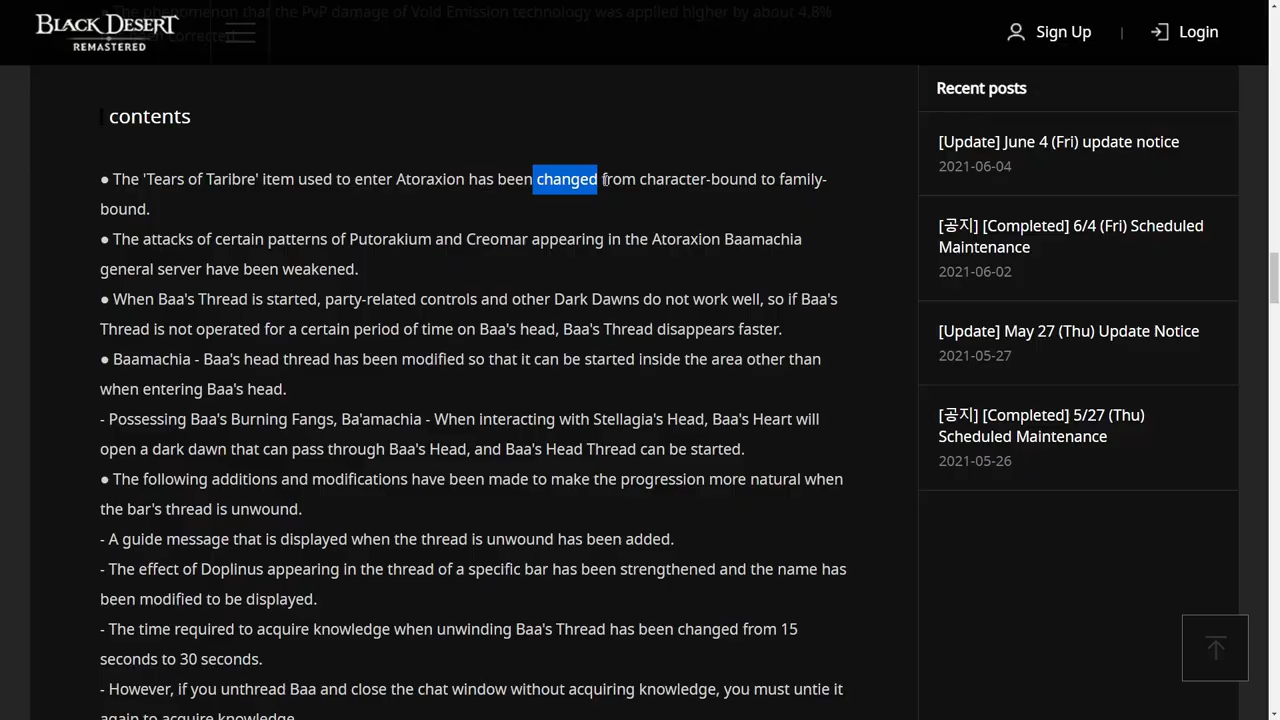 ● The phenomenon that the PvP damage of Void Emission technology was applied higher by about 4.8%
corrected.
BLACK DESERT
REMASTERED
Sign Up
|
Login
contents
● The 'Tears of Taribre' item used to enter Atoraxion has been changed from character-bound to family-
bound.
● The attacks of certain patterns of Putorakium and Creomar appearing in the Atoraxion Baamachia
general server have been weakened.
● When Baa's Thread is started, party-related controls and other Dark Dawns do not work well, so if Baa's
Thread is not operated for a certain period of time on Baa's head, Baa's Thread disappears faster.
● Baamachia - Baa's head thread has been modified so that it can be started inside the area other than
when entering Baa's head.
- Possessing Baa's Burning Fangs, Ba'amachia - When interacting with Stellagia's Head, Baa's Heart will
open a dark dawn that can pass through Baa's Head, and Baa's Head Thread can be started.
● The following additions and modifications have been made to make the progression more natural when
the bar's thread is unwound.
- A guide message that is displayed when the thread is unwound has been added.
- The effect of Doplinus appearing in the thread of a specific bar has been strengthened and the name has
been modified to be displayed.
- The time required to acquire knowledge when unwinding Baa's Thread has been changed from 15
seconds to 30 seconds.
- However, if you unthread Baa and close the chat window without acquiring knowledge, you must untie it
again to acquire knowledge.
Recent posts
[Update] June 4 (Fri) update notice
2021-06-04
[공지] [Completed] 6/4 (Fri) Scheduled
Maintenance
2021-06-02
[Update] May 27 (Thu) Update Notice
2021-05-27
[공지] [Completed] 5/27 (Thu)
Scheduled Maintenance
2021-05-26